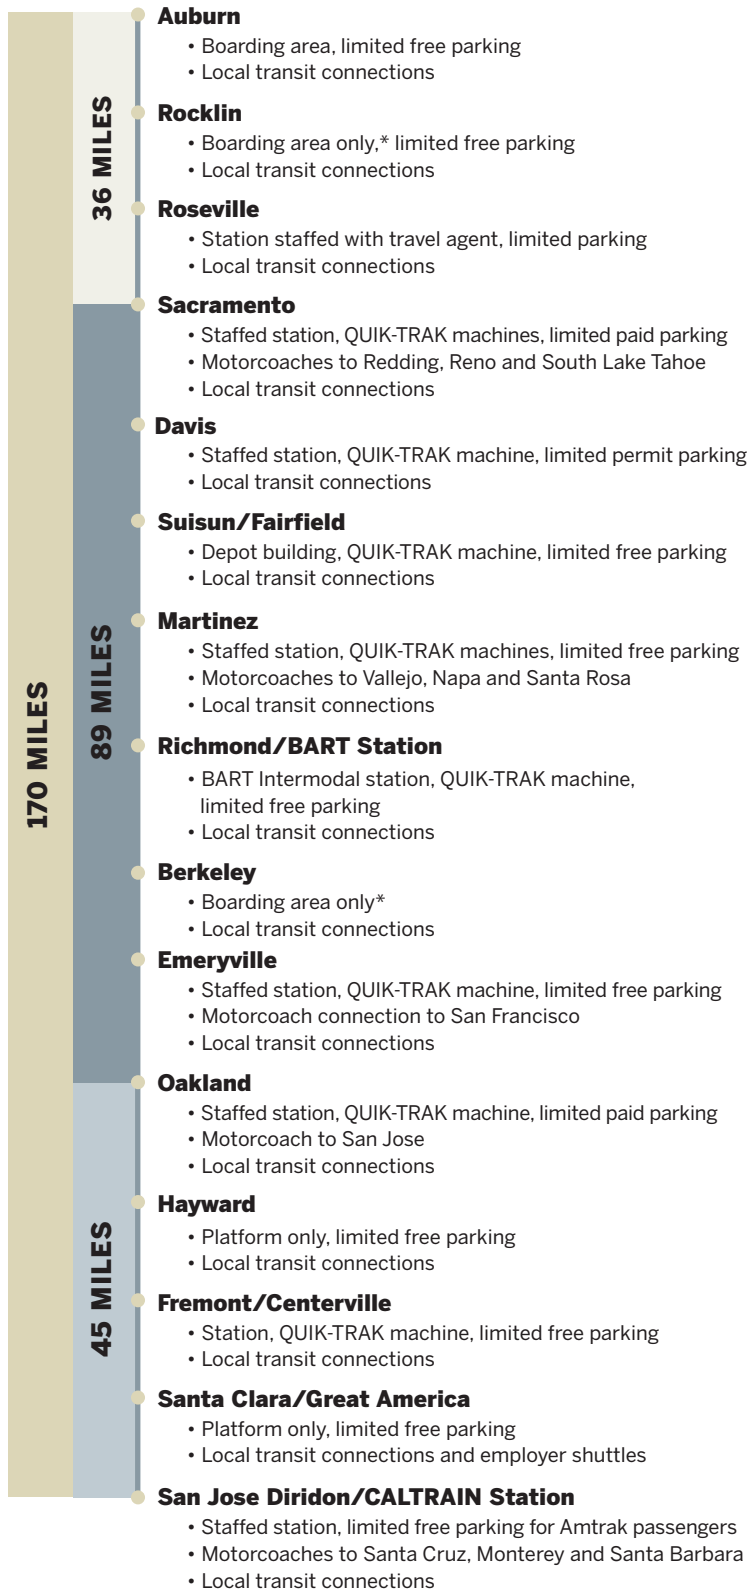 Auburn
• Boarding area, limited free parking
• Local transit connections
Rocklin
• Boarding area only,* limited free parking
• Local transit connections
Roseville
• Station staffed with travel agent, limited parking
• Local transit connections
36 MILES
Sacramento
• Staffed station, QUIK-TRAK machines, limited paid parking
• Motorcoaches to Redding, Reno and South Lake Tahoe
• Local transit connections
Davis
• Staffed station, QUIK-TRAK machine, limited permit parking
• Local transit connections
Suisun/Fairfield
• Depot building, QUIK-TRAK machine, limited free parking
• Local transit connections
Martinez
• Staffed station, QUIK-TRAK machines, limited free parking
• Motorcoaches to Vallejo, Napa and Santa Rosa
• Local transit connections
89 MILES
170 MILES
Richmond/BART Station
• BART Intermodal station, QUIK-TRAK machine,
limited free parking
• Local transit connections
Berkeley
• Boarding area only*
• Local transit connections
Emeryville
• Staffed station, QUIK-TRAK machine, limited free parking
• Motorcoach connection to San Francisco
• Local transit connections
Oakland
• Staffed station, QUIK-TRAK machine, limited paid parking
• Motorcoach to San Jose
• Local transit connections
Hayward
• Platform only, limited free parking
• Local transit connections
45 MILES
Fremont/Centerville
• Station, QUIK-TRAK machine, limited free parking
• Local transit connections
Santa Clara/Great America
• Platform only, limited free parking
• Local transit connections and employer shuttles
San Jose Diridon/CALTRAIN Station
• Staffed station, limited free parking for Amtrak passengers
• Motorcoaches to Santa Cruz, Monterey and Santa Barbara
• Local transit connections